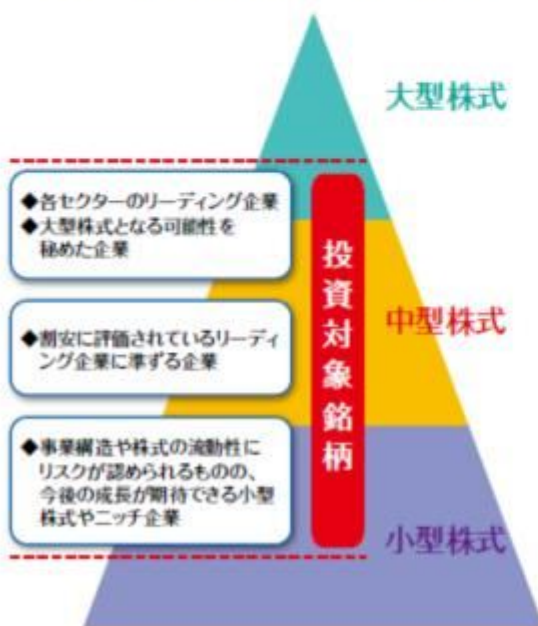 大型株式
◆各セクターのリーディング企業
◆大型株式となる可能性を
秘めた企業
投資対象銘柄
中型株式
◆割安に評価されているリーディ
ング企業に準ずる企業
◆事業構造や株式の流動性に
リスクが認められるものの、
今後の成長が期待できる小型
株式やニッチ企業
小型株式